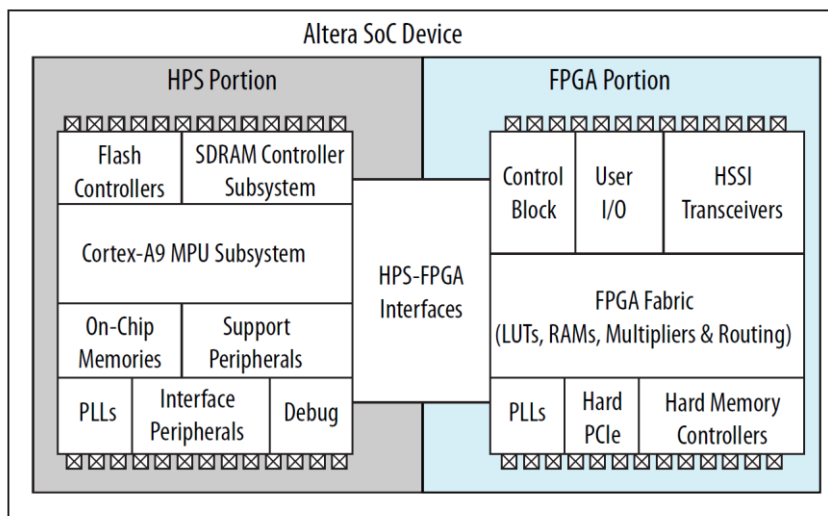 Altera SoC Device
HPS Portion
FPGA Portion
Flash
Controllers
SDRAM Controller
Subsystem
Cortex-A9 MPU Subsystem
On-Chip
Memories
Support
Peripherals
PLLs
Interface
Peripherals
Debug
HPS-FPGA
Interfaces
Control
Block
User
I/O
HSSI
Transceivers
FPGA Fabric
(LUTs, RAMs, Multipliers & Routing)
PLLs
Hard
PCIe
Hard Memory
Controllers